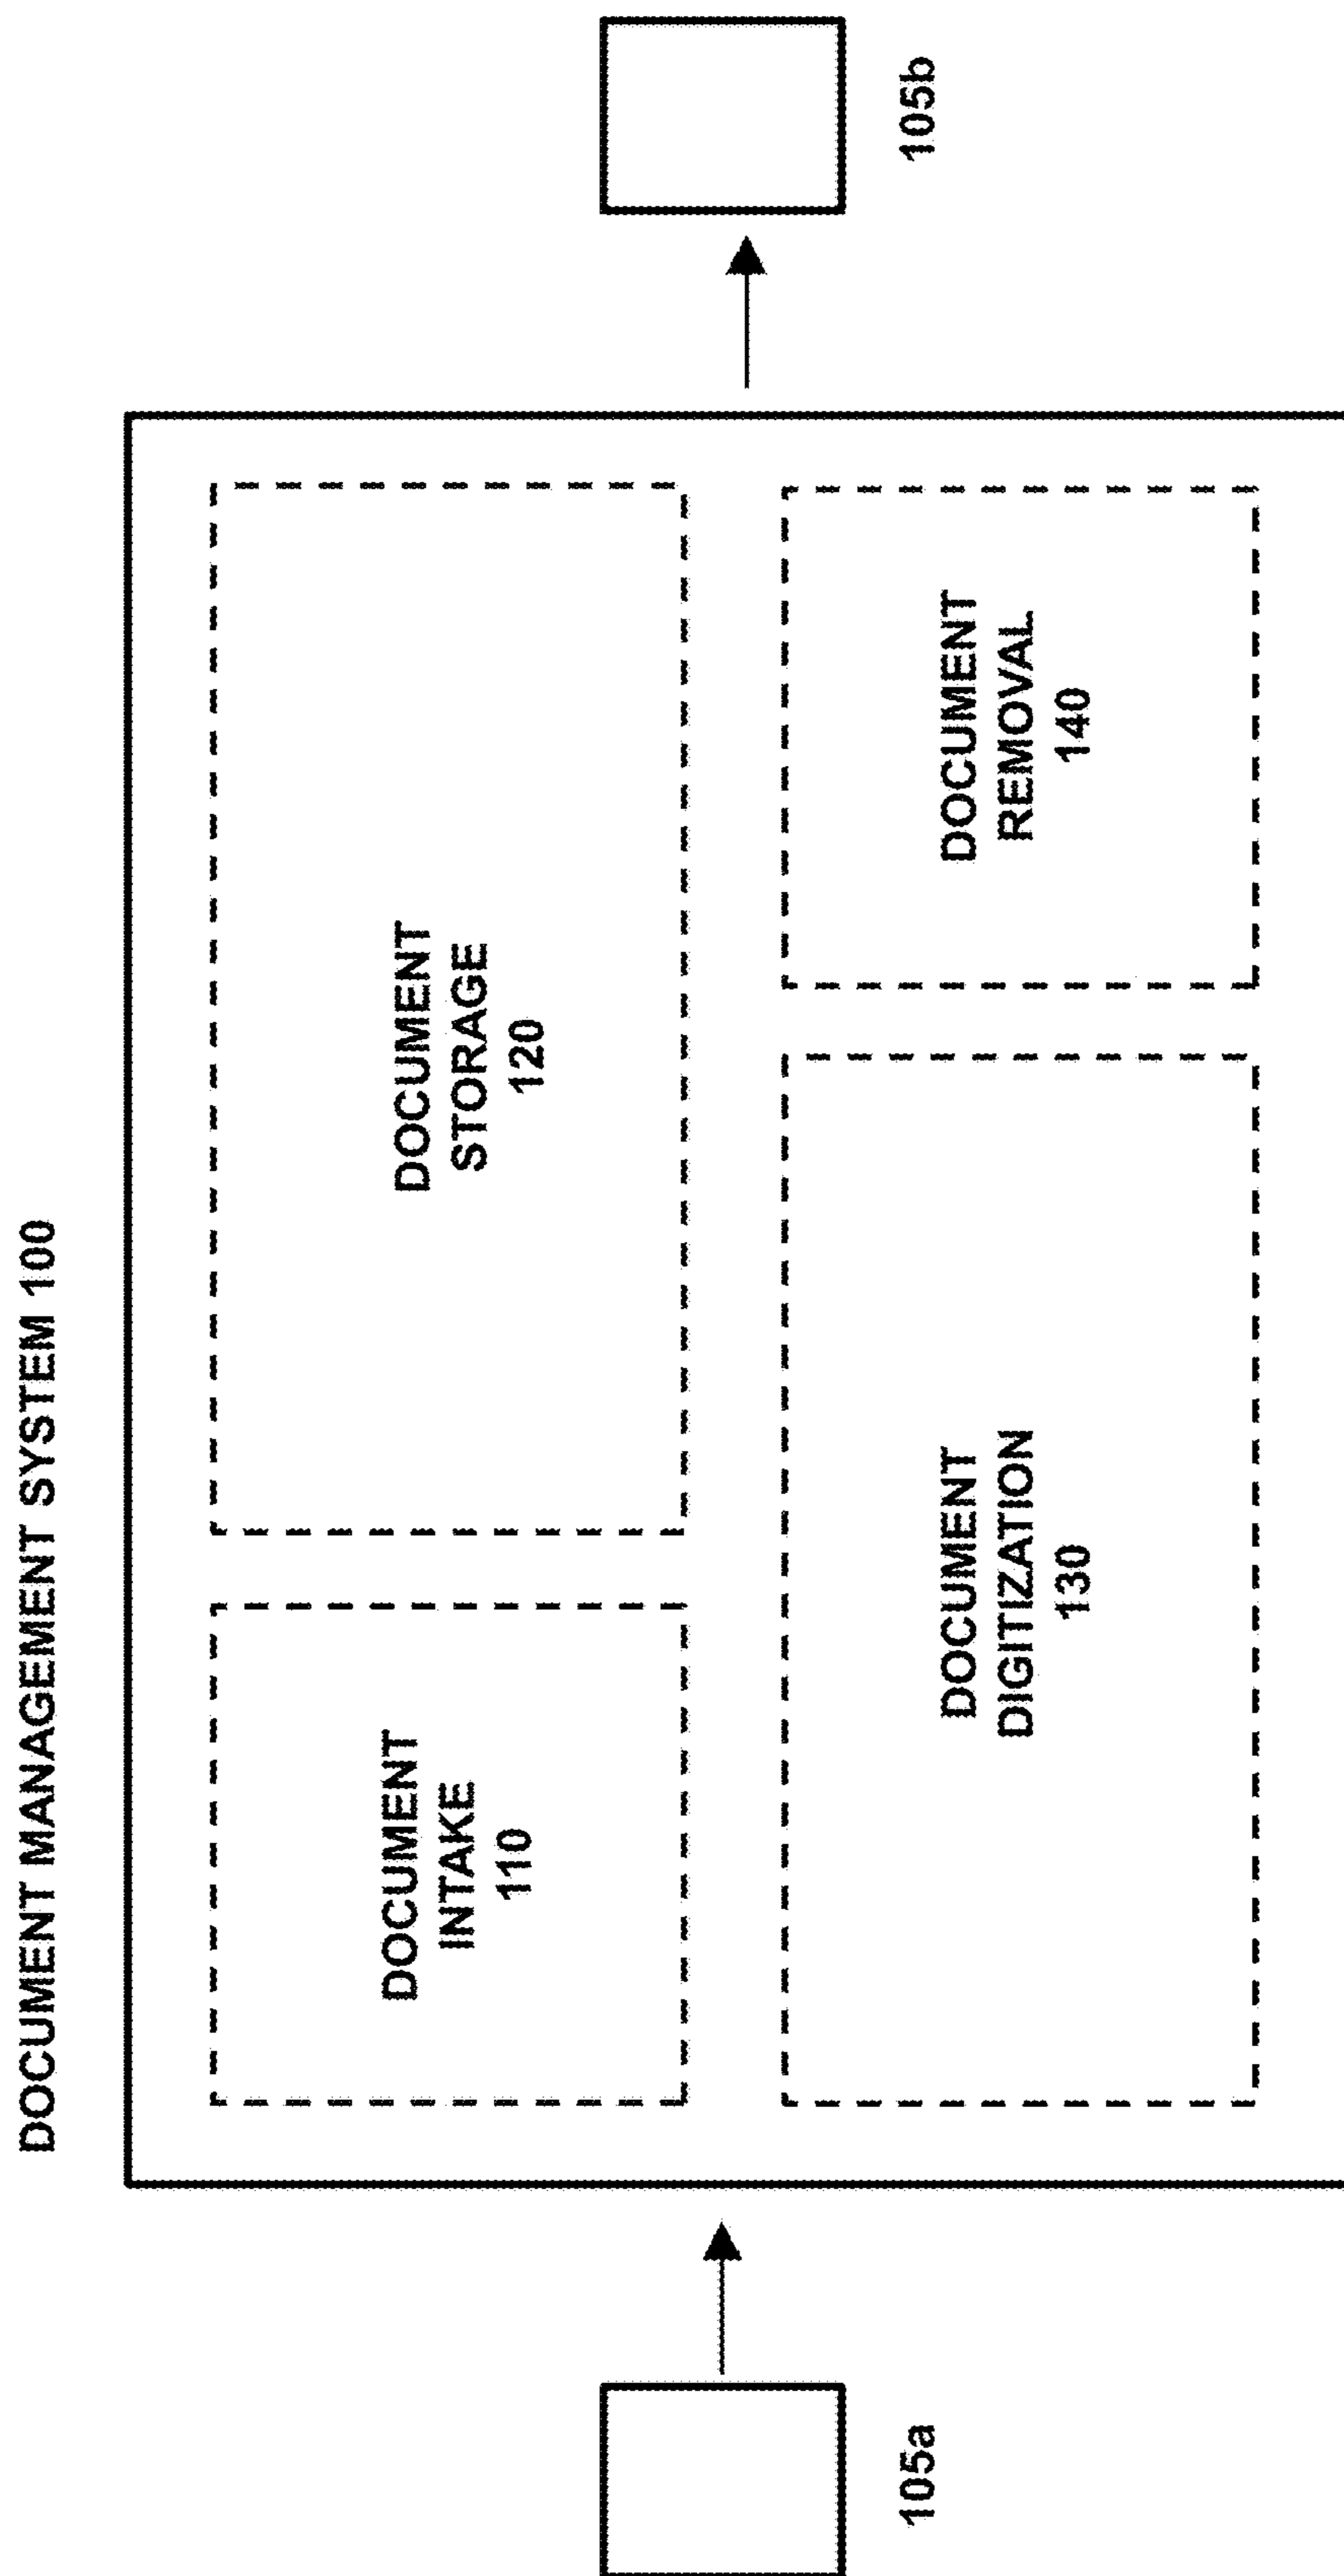 DOCUMENT MANAGEMENT SYSTEM 100
DOCUMENT
INTAKE
110
DOCUMENT
STORAGE
120
DOCUMENT
DIGITIZATION
130
DOCUMENT
REMOVAL
140
105a
105b